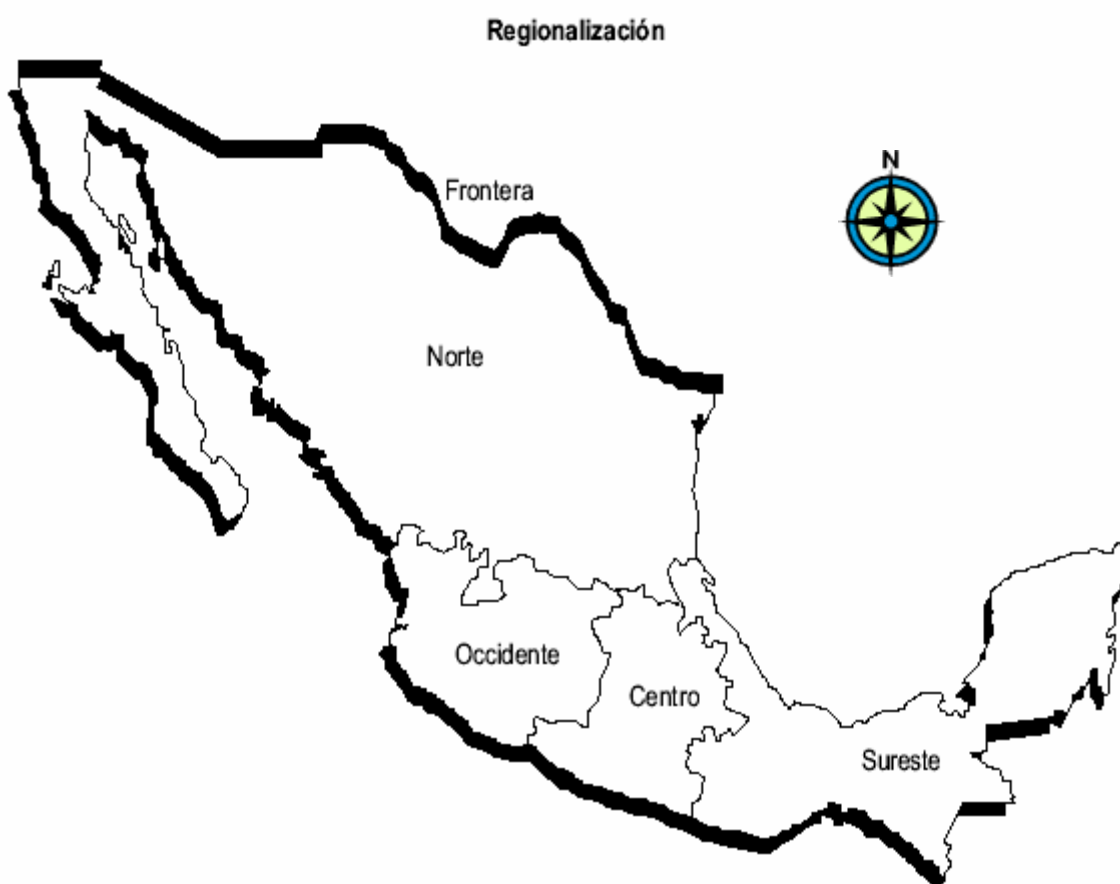 Regionalización
N
Frontera
Norte
Occidente
Centro
Sureste